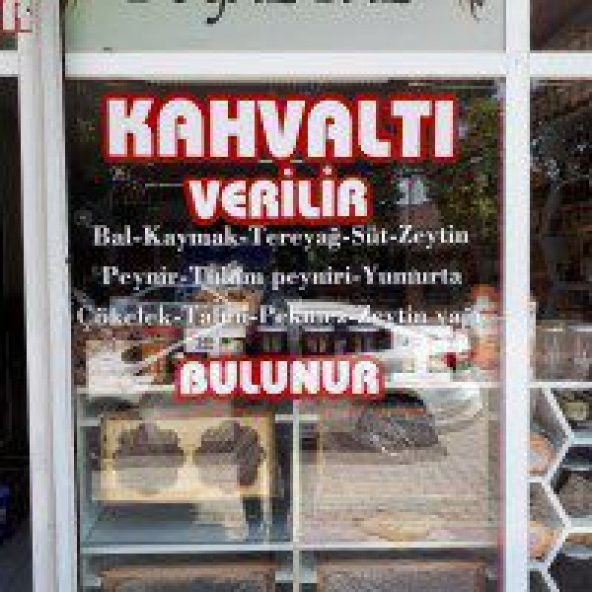 KAHVALTI
VERİLİR
Bal-Kaymak-Tereyağ-Süt-Zeytin
Peynir-Tulum peyniri-Yumurta
Çökelek-Tahin-Pekmez-Zeytin yağı
BULUNUR